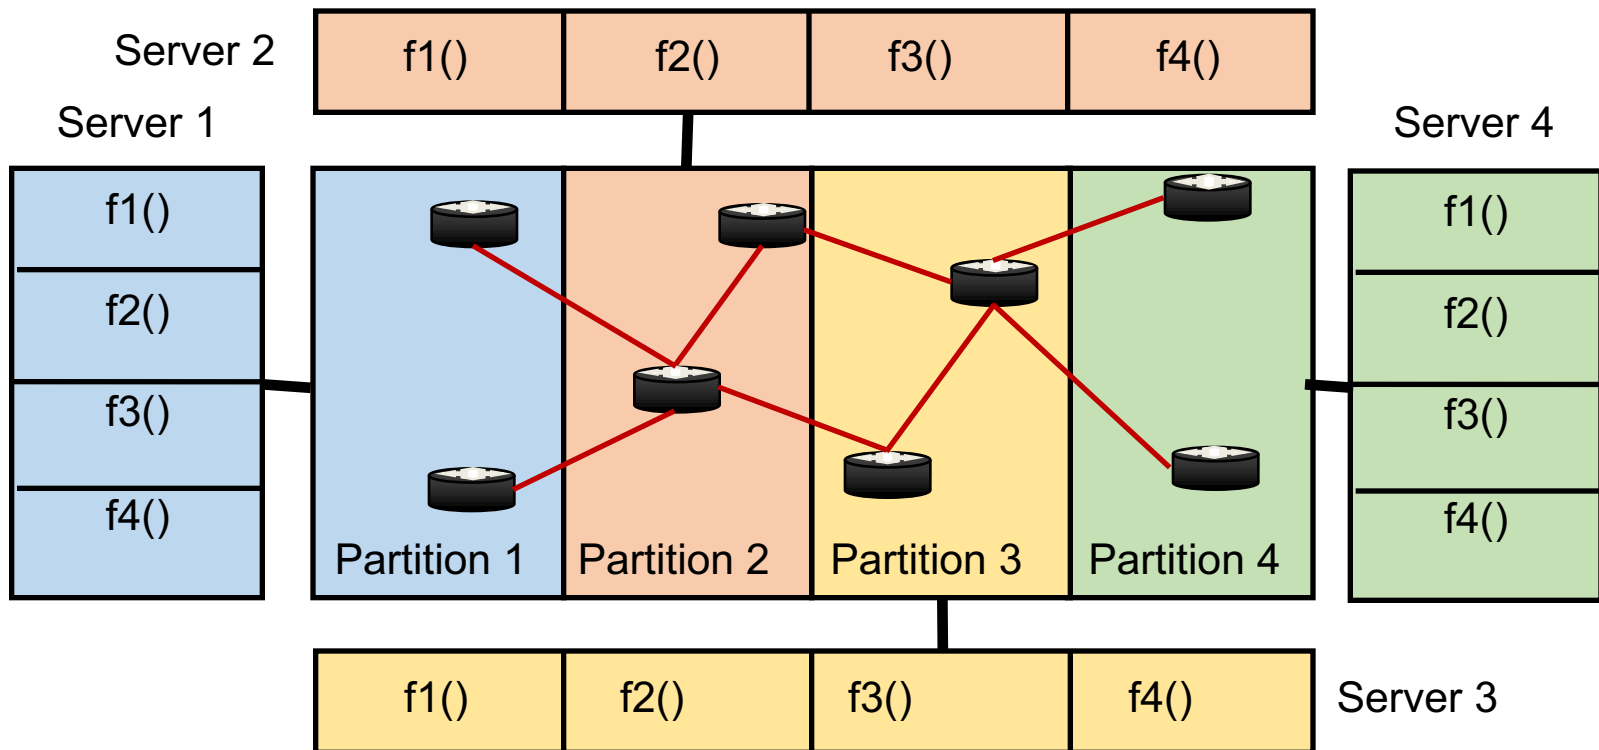 Server 2
f1() f2() f3() f4()
Server 1
f1()
f2()
f3()
f4()
Partition 1 Partition 2 Partition 3 Partition 4
Server 4
f1()
f2()
f3()
f4()
f1() f2() f3() f4()
Server 3